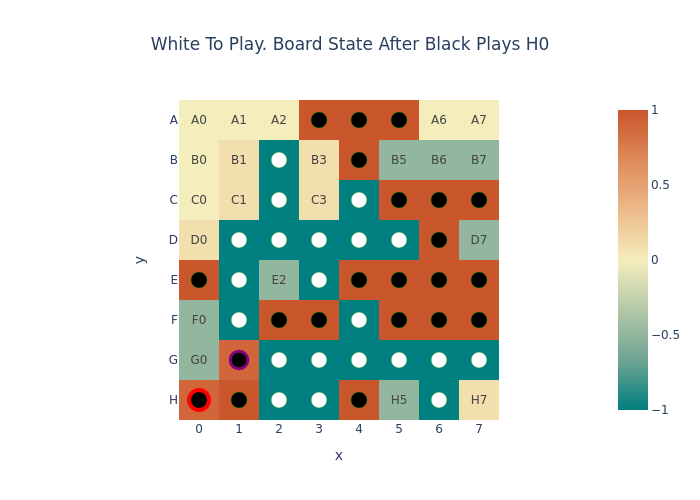 White To Play. Board State After Black Plays H0
A A0 A1 A2 A6 A7
B B0 B1 B3 B5 B6 B7
C C0 C1 C3
D D0 D7
E E2
F F0
G G0
H H5 H7
0 1 2 3 4 5 6 7
x
y
1
0.5
0
−0.5
−1